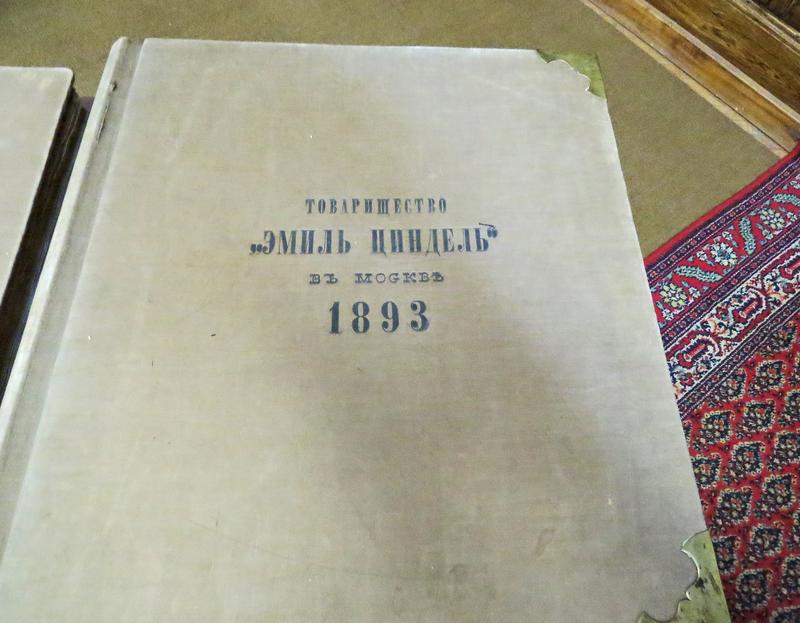 ТОВАРИЩЕСТВО
„ЭМИЛЬ ЦИНДЕЛЬ“
ВЪ МОСКВѢ
1893